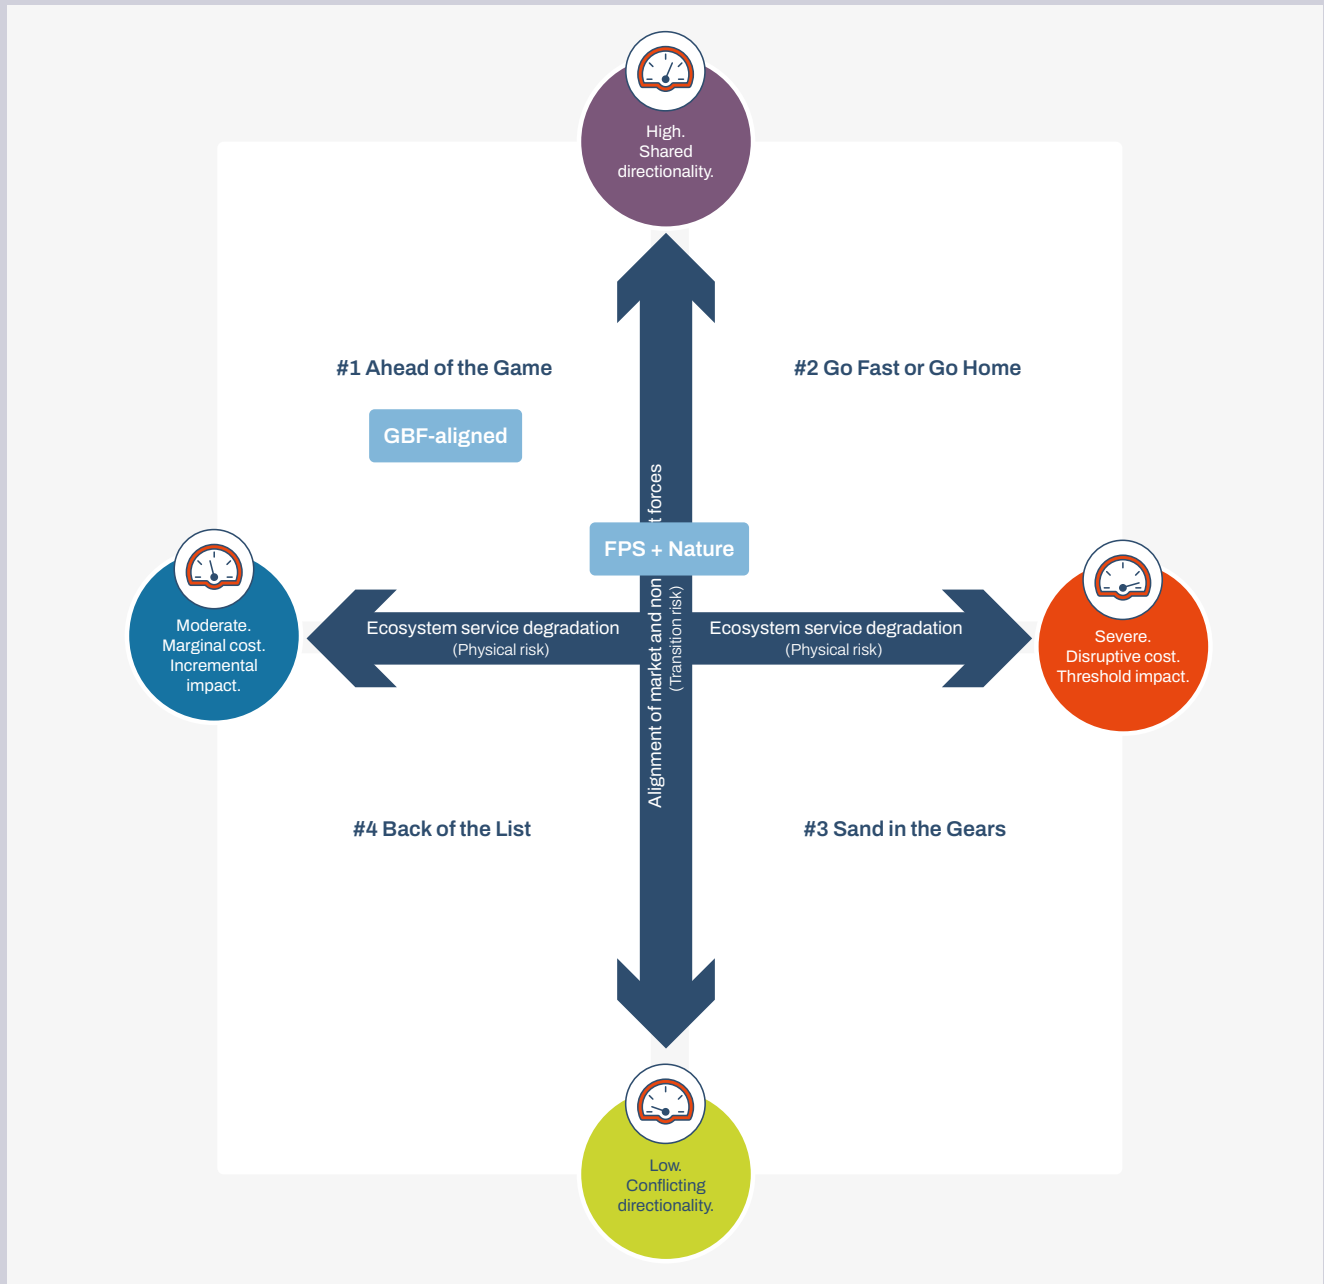 High.
Shared
directionality.
#1 Ahead of the Game
#2 Go Fast or Go Home
GBF-aligned
FPS + Nature
Alignment of market and non t forces
(Transition risk)
Moderate.
Marginal cost.
Incremental
impact.
Ecosystem service degradation
(Physical risk)
Ecosystem service degradation
(Physical risk)
Severe.
Disruptive cost.
Threshold impact.
#4 Back of the List
#3 Sand in the Gears
Low.
Conflicting
directionality.